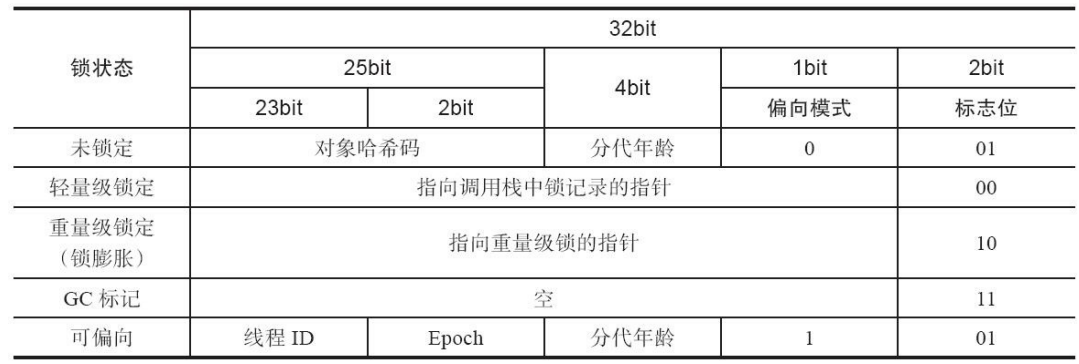 锁状态
32bit
25bit
4bit
1bit
2bit
23bit
2bit
偏向模式
标志位
未锁定
对象哈希码
分代年龄
0
01
轻量级锁定
指向调用栈中锁记录的指针
00
重量级锁定
（锁膨胀）
指向重量级锁的指针
10
GC 标记
空
11
可偏向
线程 ID
Epoch
分代年龄
1
01